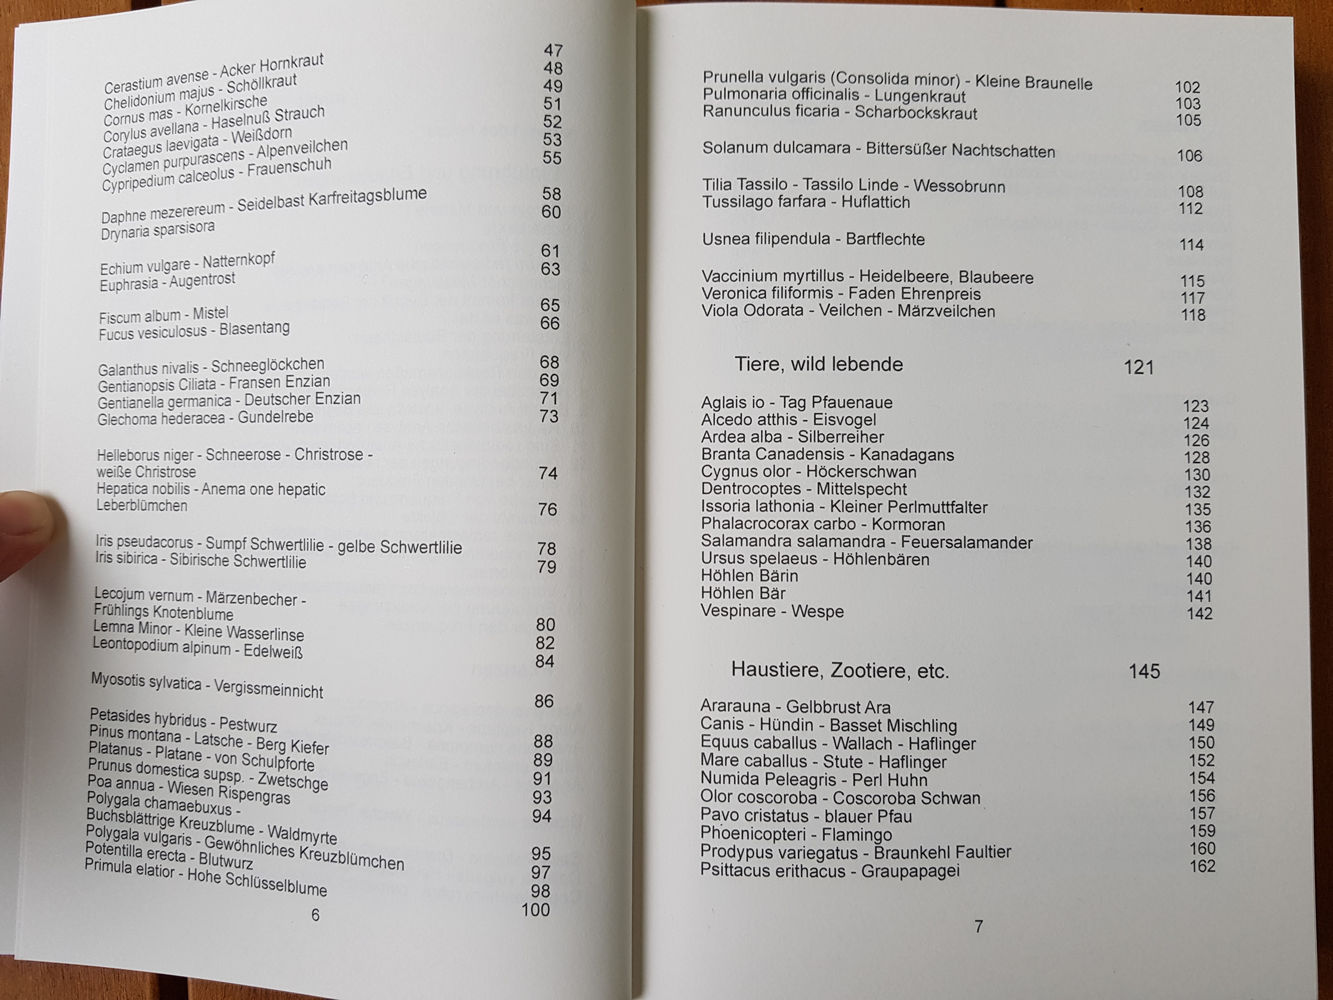 Cerastium avense - Acker Hornkraut 47
Chelidonium majus - Schöllkraut 48
Cornus mas - Kornelkirsche 49
Corylus avellana - Haselnuß Strauch 51
Crataegus laevigata - Weißdorn 52
Cyclamen purpurascens - Alpenveilchen 53
Cypripedium calceolus - Frauenschuh 55
Daphne mezerereum - Seidelbast Karfreitagsblume 58
Drynaria sparsisora 60
Echium vulgare - Natternkopf 61
Euphrasia - Augentrost 63
Fiscum album - Mistel 65
Fucus vesiculosus - Blasentang 66
Galanthus nivalis - Schneeglöckchen 68
Gentianopsis Ciliata - Fransen Enzian 69
Gentianella germanica - Deutscher Enzian 71
Glechoma hederacea - Gundelrebe 73
Helleborus niger - Schneerose - Christrose -
weiße Christrose 74
Hepatica nobilis - Anema one hepatic
Leberblümchen 76
Iris pseudacorus - Sumpf Schwertlilie - gelbe Schwertlilie 78
Iris sibirica - Sibirische Schwertlilie 79
Lecojum vernum - Märzenbecher -
Frühlings Knotenblume 80
Lemna Minor - Kleine Wasserlinse 82
Leontopodium alpinum - Edelweiß 84
Myosotis sylvatica - Vergissmeinnicht 86
Petasides hybridus - Pestwurz 88
Pinus montana - Latsche - Berg Kiefer 89
Platanus - Platane - von Schulpforte 91
Prunus domestica supsp. - Zwetschge 93
Poa annua - Wiesen Rispengras 94
Polygala chamaebuxus -
Buchsblättrige Kreuzblume - Waldmyrte 95
Polygala vulgaris - Gewöhnliches Kreuzblümchen 97
Potentilla erecta - Blutwurz 98
Primula elatior - Hohe Schlüsselblume 100
6
Prunella vulgaris (Consolida minor) - Kleine Braunelle 102
Pulmonaria officinalis - Lungenkraut 103
Ranunculus ficaria - Scharbockskraut 105
Solanum dulcamara - Bittersüßer Nachtschatten 106
Tilia Tassilo - Tassilo Linde - Wessobrunn 108
Tussilago farfara - Huflattich 112
Usnea filipendula - Bartflechte 114
Vaccinium myrtillus - Heidelbeere, Blaubeere 115
Veronica filiformis - Faden Ehrenpreis 117
Viola Odorata - Veilchen - Märzveilchen 118
Tiere, wild lebende 121
Aglais io - Tag Pfauenaue 123
Alcedo atthis - Eisvogel 124
Ardea alba - Silberreiher 126
Branta Canadensis - Kanadagans 128
Cygnus olor - Höckerschwan 130
Dentrocoptes - Mittelspecht 132
Issoria lathonia - Kleiner Perlmuttfalter 135
Phalacrocorax carbo - Kormoran 136
Salamandra salamandra - Feuersalamander 138
Ursus spelaeus - Höhlenbären 140
Höhlen Bärin 140
Höhlen Bär 141
Vespinare - Wespe 142
Haustiere, Zootiere, etc. 145
Ararauna - Gelbbrust Ara 147
Canis - Hündin - Basset Mischling 149
Equus caballus - Wallach - Haflinger 150
Mare caballus - Stute - Haflinger 152
Numida Peleagris - Perl Huhn 154
Olor coscoroba - Coscoroba Schwan 156
Pavo cristatus - blauer Pfau 157
Phoenicopteri - Flamingo 159
Prodypus variegatus - Braunkehl Faultier 160
Psittacus erithacus - Graupapagei 162
7